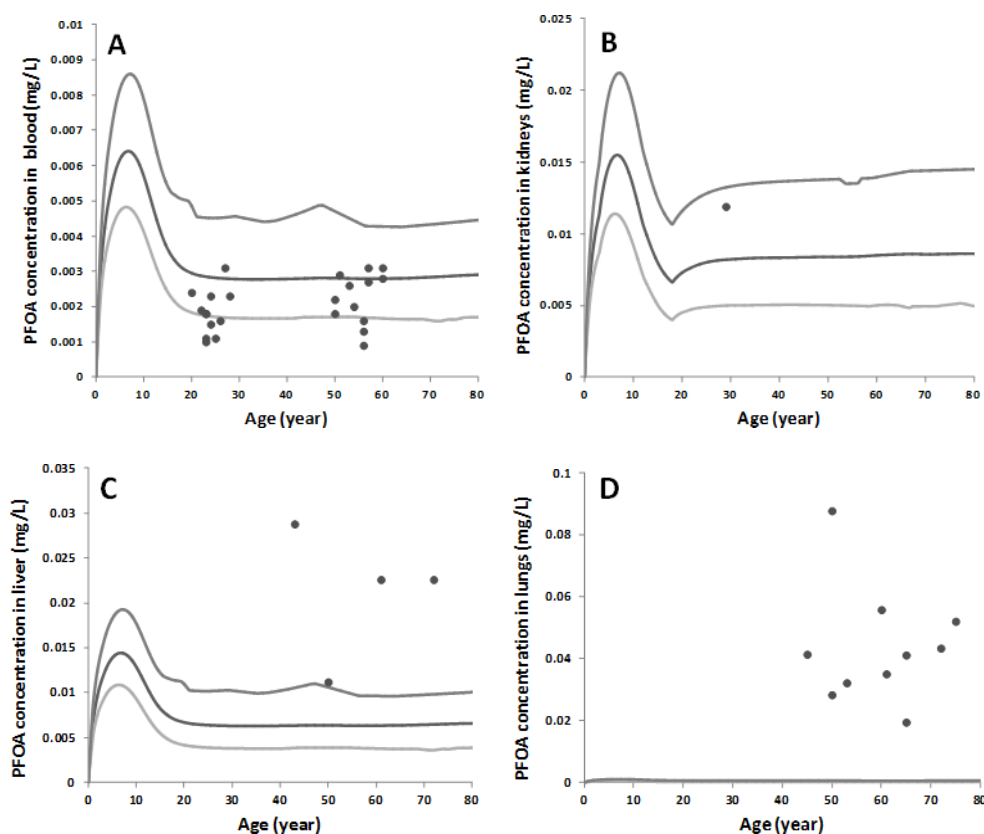 A
PFOA concentration in blood (mg/L)
0.01
0.009
0.008
0.007
0.006
0.005
0.004
0.003
0.002
0.001
0
0 10 20 30 40 50 60 70 80
Age (year)
B
PFOA concentration in kidneys (mg/L)
0.025
0.02
0.015
0.01
0.005
0
0 10 20 30 40 50 60 70 80
Age (year)
C
PFOA concentration in liver (mg/L)
0.035
0.03
0.025
0.02
0.015
0.01
0.005
0
0 10 20 30 40 50 60 70 80
Age (year)
D
PFOA concentration in lungs (mg/L)
0.1
0.08
0.06
0.04
0.02
0
0 10 20 30 40 50 60 70 80
Age (year)